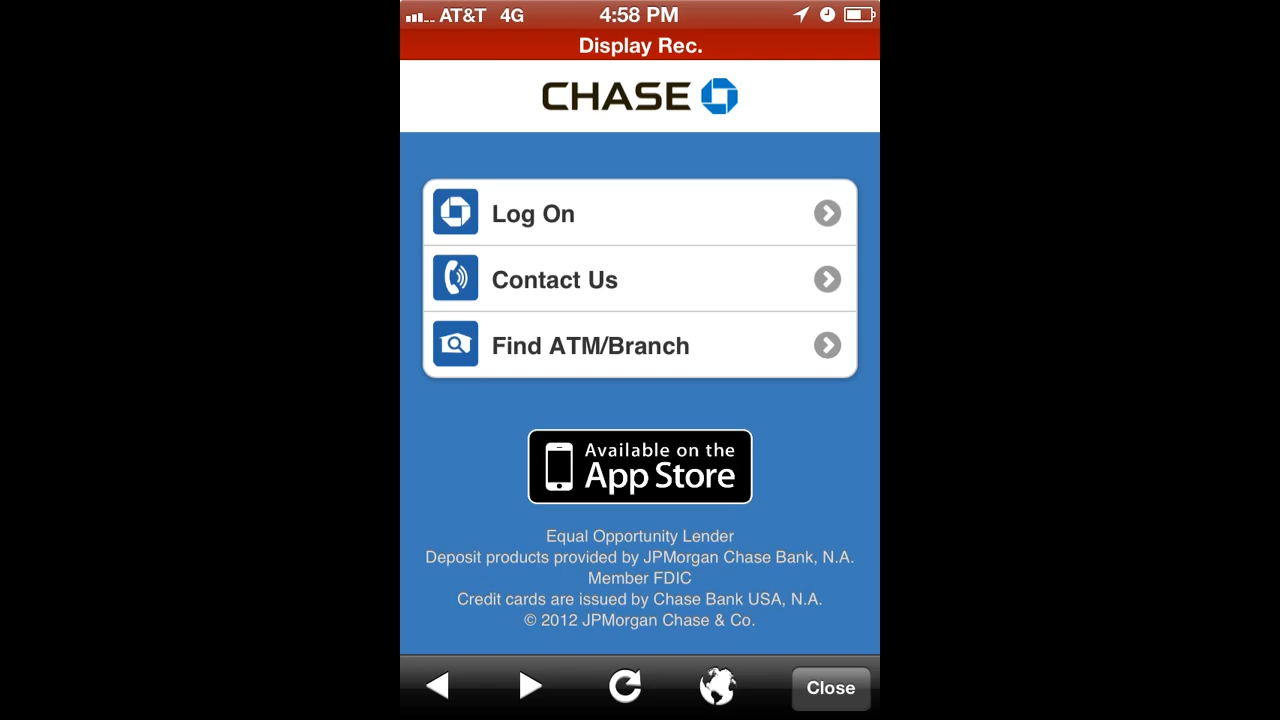 AT&T 4G 4:58 PM
Display Rec.
CHASE
Log On
Contact Us
Find ATM/Branch
Available on the
App Store
Equal Opportunity Lender
Deposit products provided by JPMorgan Chase Bank, N.A.
Member FDIC
Credit cards are issued by Chase Bank USA, N.A.
© 2012 JPMorgan Chase & Co.
Close